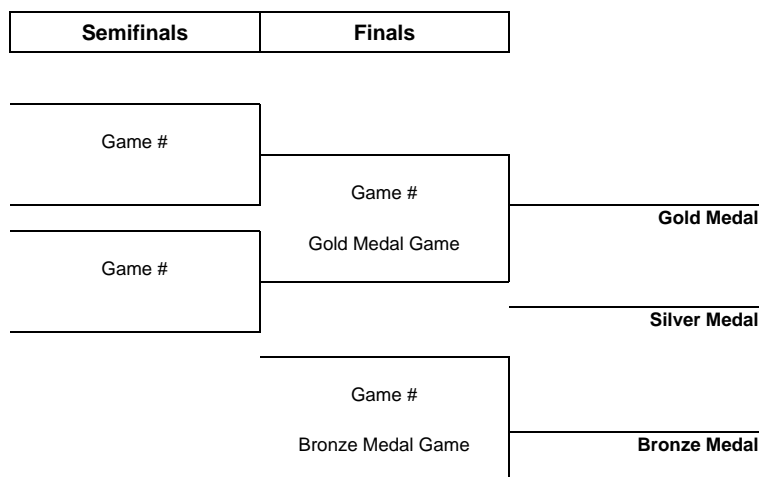 Semifinals Finals
Game #
Game #
Gold Medal
Gold Medal Game
Game #
Silver Medal
Game #
Bronze Medal Game Bronze Medal